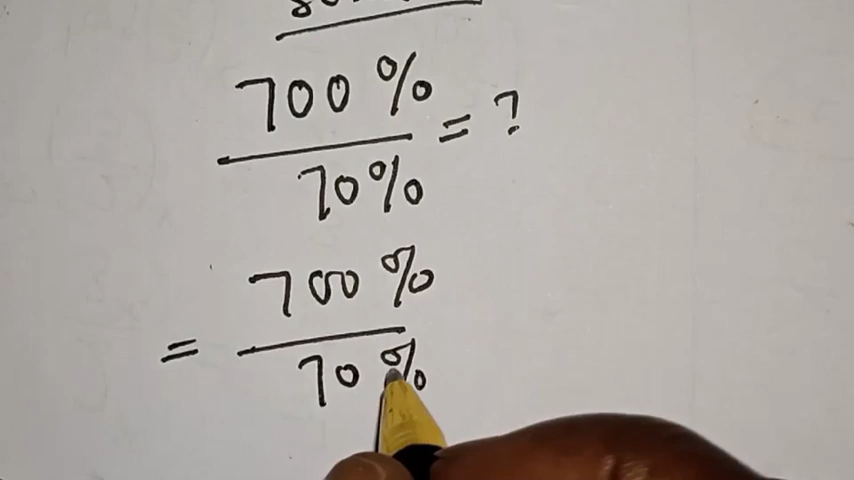 700%
/70% = ?
= 700%
/70%